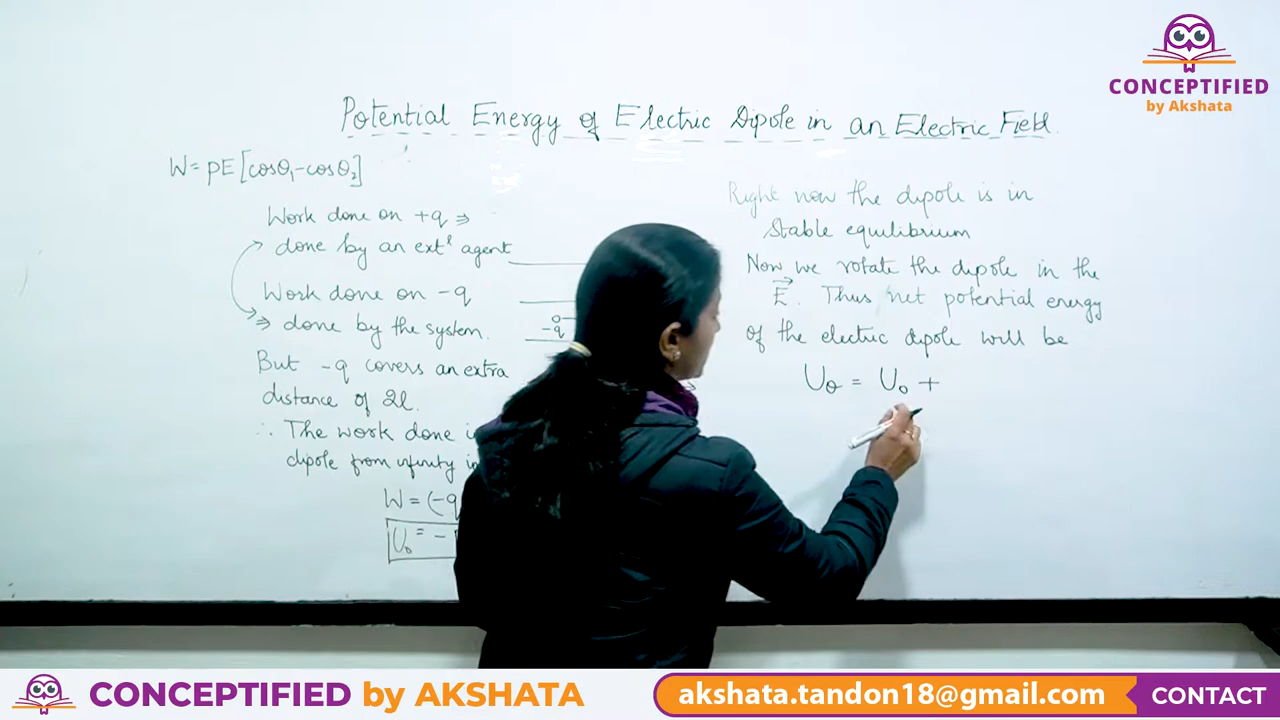 CONCEPTIFIED
by Akshata
Potential Energy of Electric Dipole in an Electric Field.
W = pE[cosθ₁-cosθ₂]
Work done on +q ⇒
done by an extˡ agent
Work done on -q
⇒ done by the system.
-q
But -q covers an extra
distance of 2l.
∴ The work done
dipole from infinity
W = (-q
U₀ = -
Right now the dipole is in
stable equilibrium
Now we rotate the dipole in the
E⃗. Thus net potential energy
of the electric dipole will be
Uθ = U₀ +
CONCEPTIFIED by AKSHATA
akshata.tandon18@gmail.com
CONTACT